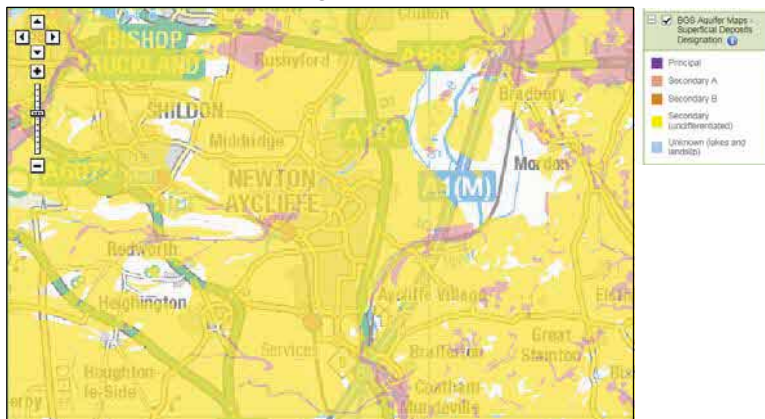 Clinton
BISHOP
AUCKLAND
Rushyford
Bradbury
SHILDON
Middridge
Mordon
NEWTON
AYCLIFFE
A1(M)
Redworth
Heighington
Aycliffe Village
Services
Brafferton
Great
Stainton
Houghton-
le-Side
Coatham
Mundeville
BGS Aquifer Maps -
Superficial Deposits
Designation
Principal
Secondary A
Secondary B
Secondary
(undifferentiated)
Unknown (lakes and
landslip)